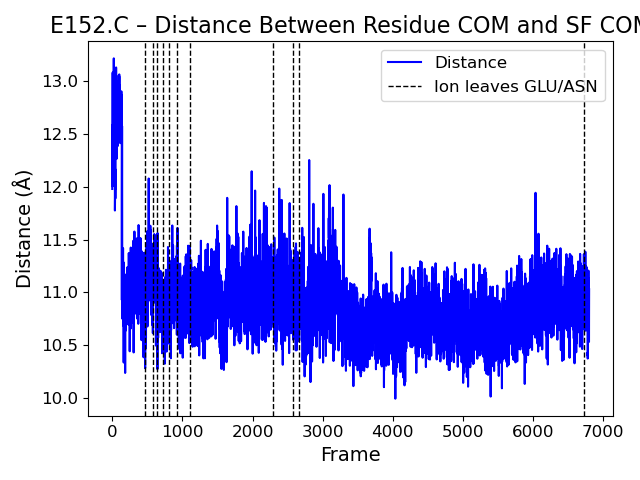 E152.C – Distance Between Residue COM and SF COM
Distance
Ion leaves GLU/ASN
Distance (Å)
13.0
12.5
12.0
11.5
11.0
10.5
10.0
0 1000 2000 3000 4000 5000 6000 7000
Frame